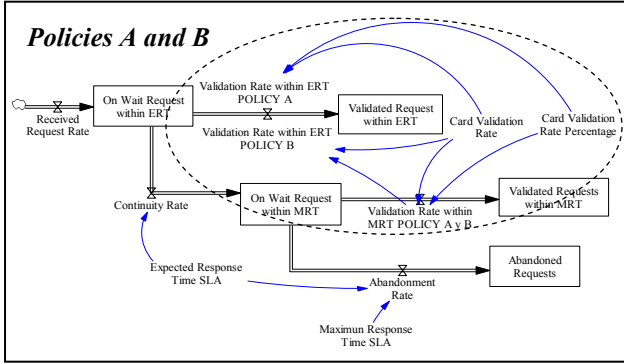 Policies A and B
On Wait Request
within ERT
Received
Request Rate
Validation Rate within ERT
POLICY A
Validation Rate within ERT
POLICY B
Validated Request
within ERT
Card Validation
Rate
Card Validation
Rate Percentage
Continuity Rate
On Wait Request
within MRT
Validation Rate within
MRT POLICY A y B
Validated Requests
within MRT
Expected Response
Time SLA
Abandonment
Rate
Abandoned
Requests
Maximun Response
Time SLA